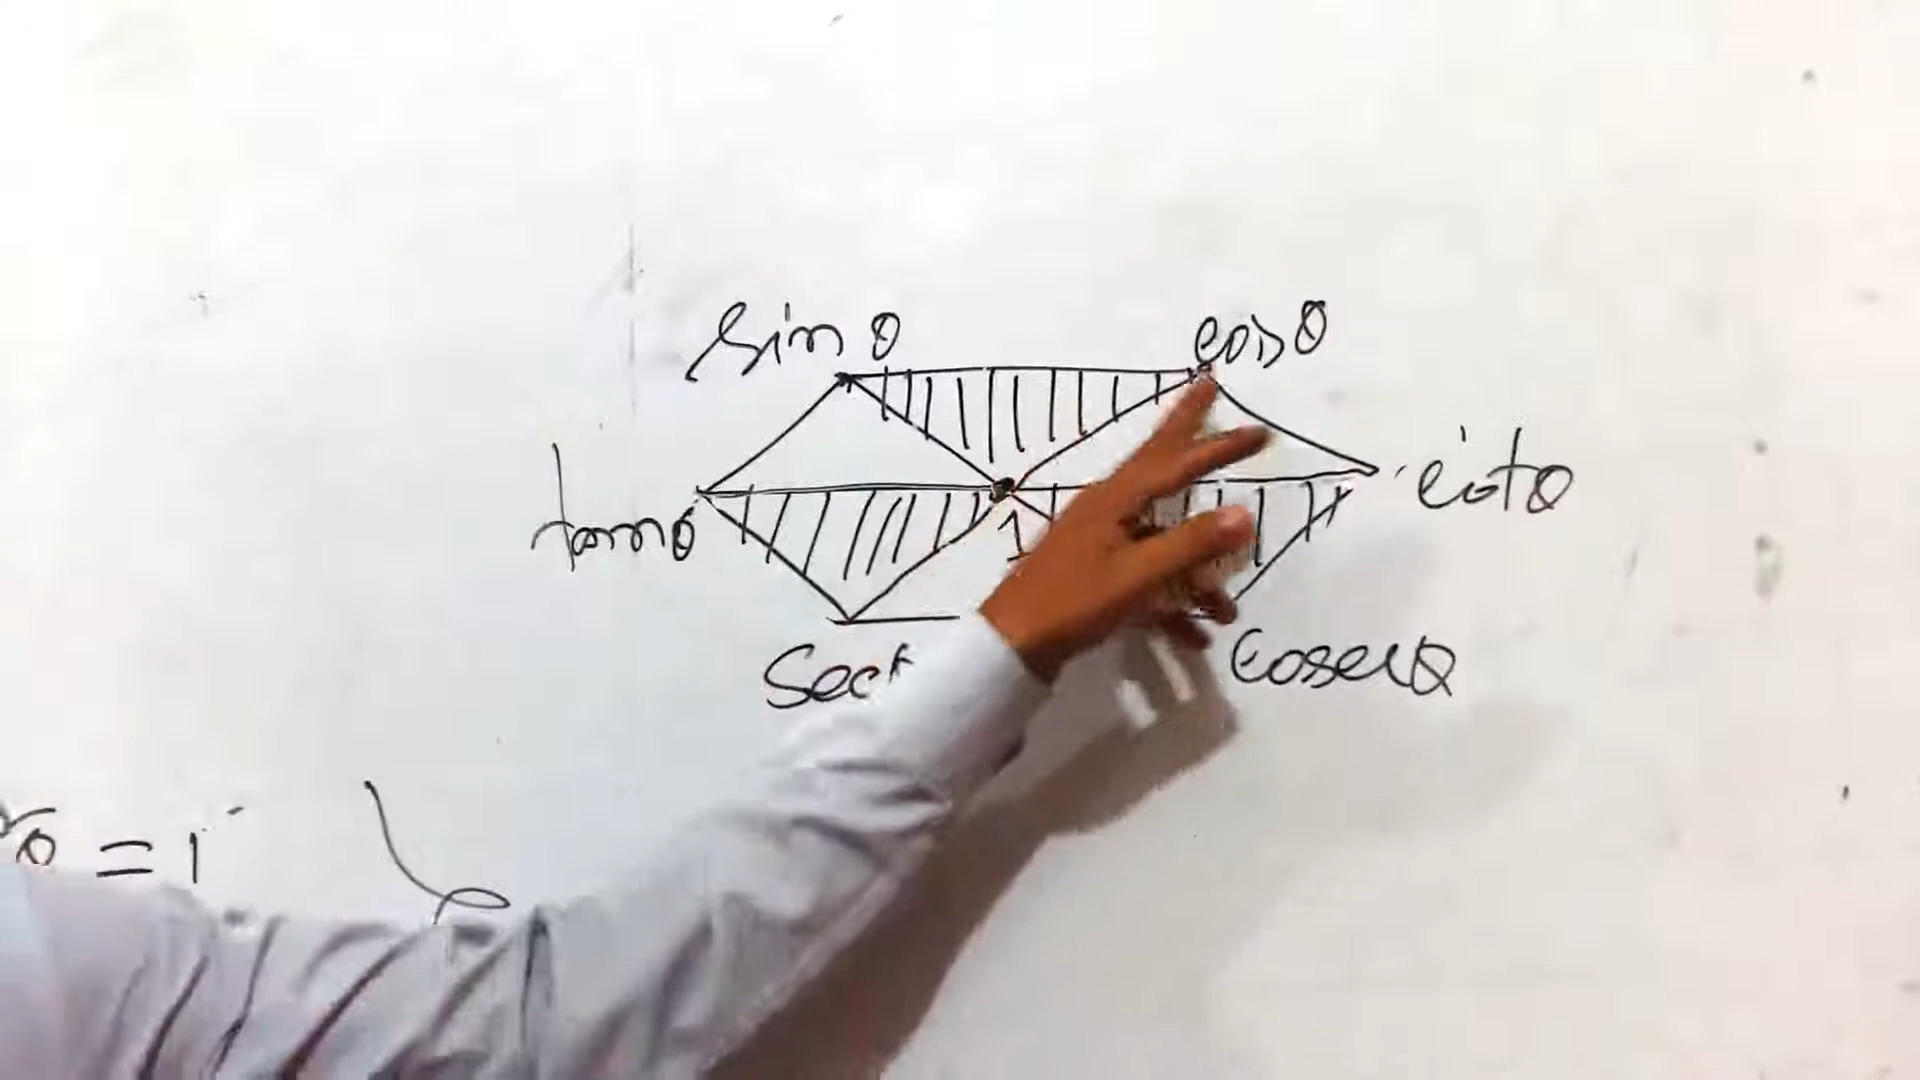 sin θ
cos θ
tan θ
cot θ
1
Sec
Cosec θ
θ = 1